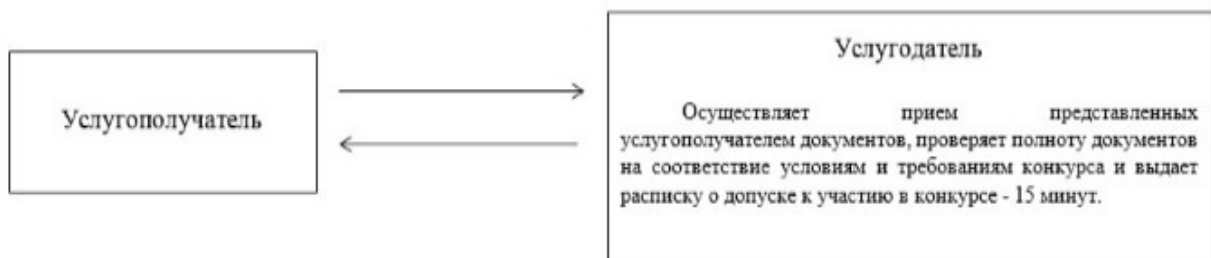 Услугополучатель
Услугодатель
Осуществляет прием представленных
услугополучателем документов, проверяет полноту документов
на соответствие условиям и требованиям конкурса и выдает
расписку о допуске к участию в конкурсе - 15 минут.